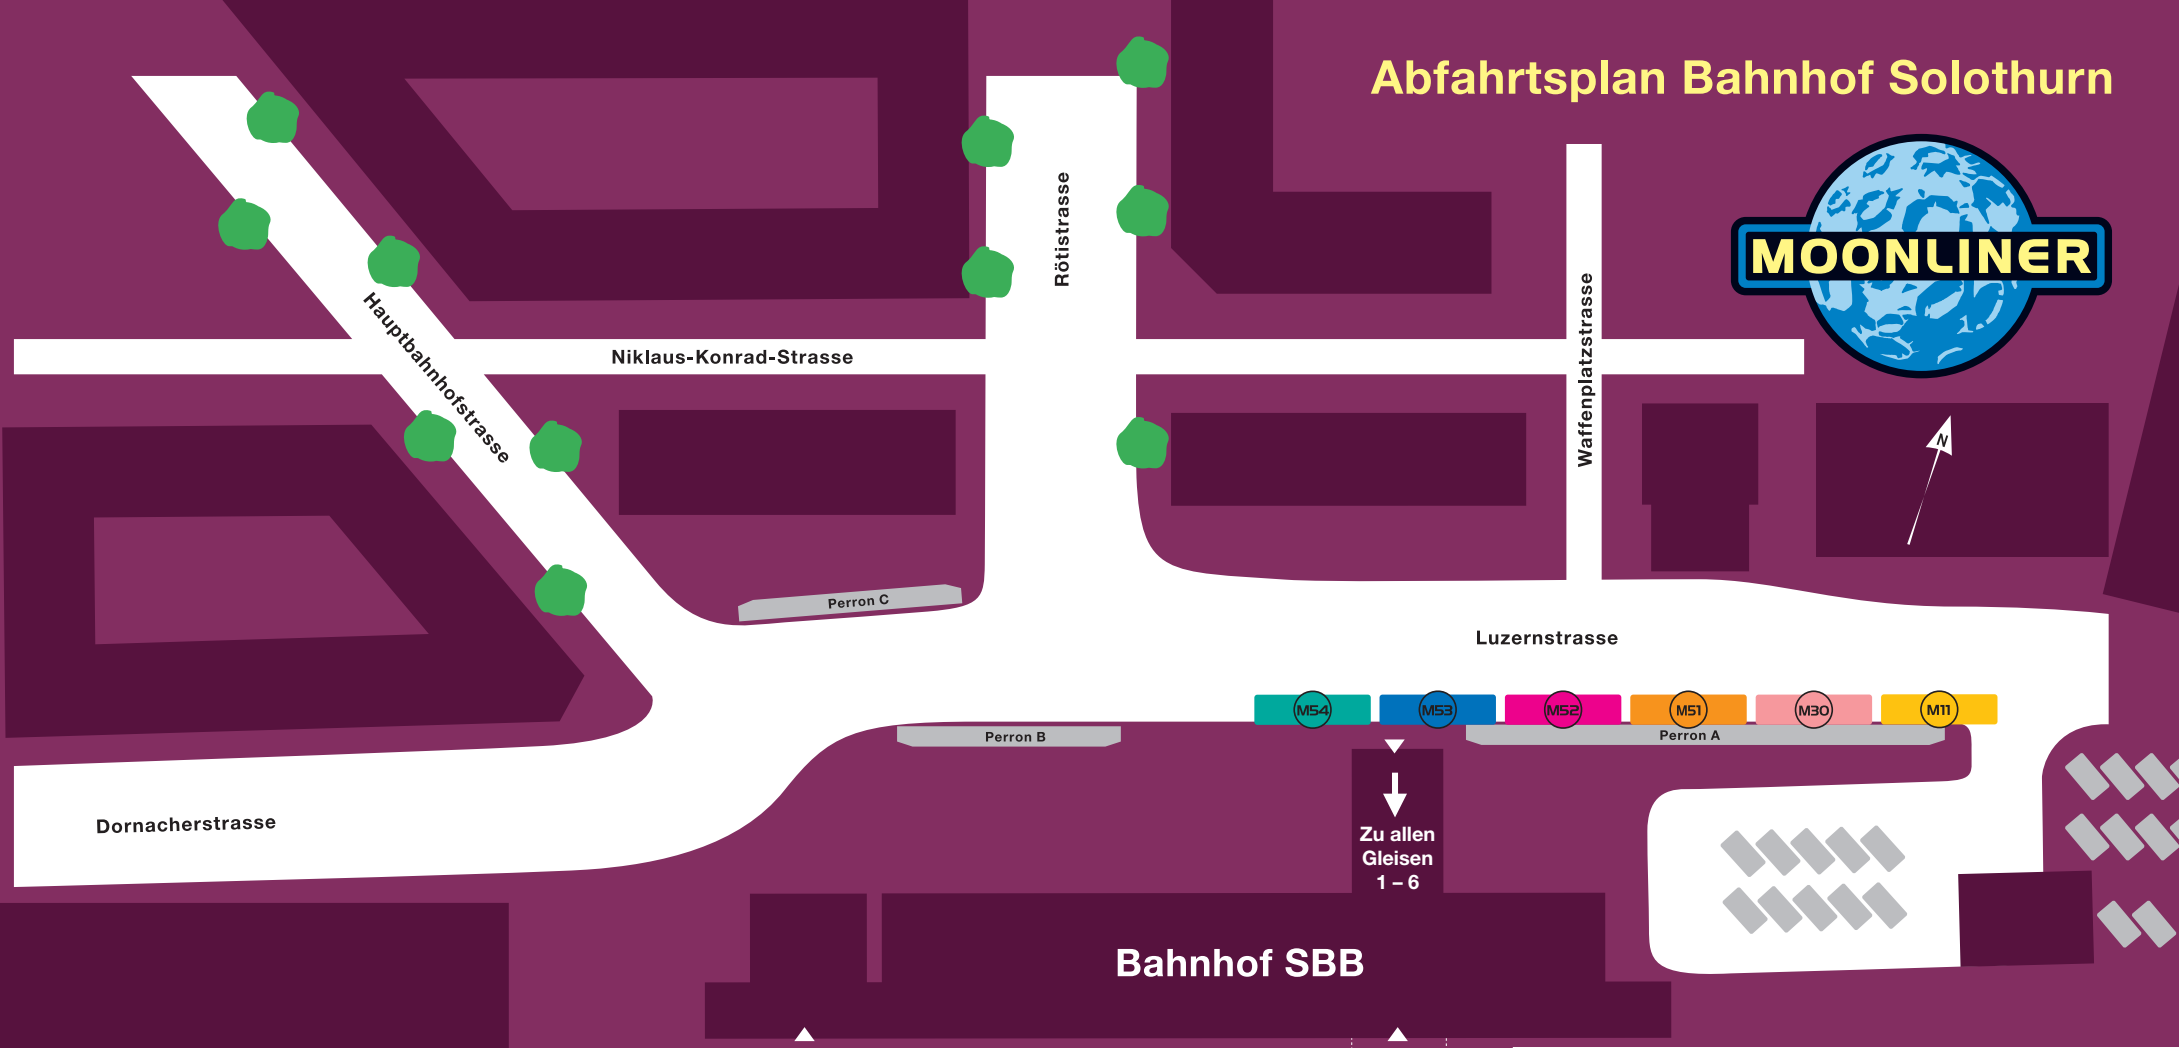 Abfahrtsplan Bahnhof Solothurn
MOONLINER
Rötistrasse
Hauptbahnhofstrasse
Niklaus-Konrad-Strasse
Waffenplatzstrasse
N
Perron C
Luzernstrasse
M54 M53 M52 M51 M30 M11
Perron B
Perron A
Dornacherstrasse
Zu allen
Gleisen
1 – 6
Bahnhof SBB